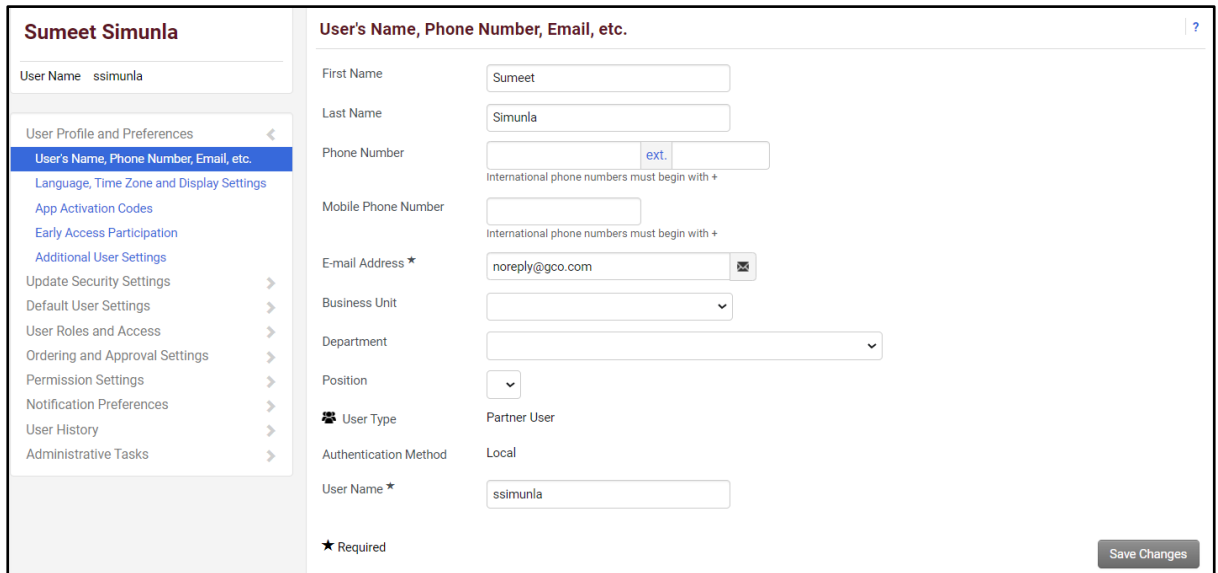 Sumeet Simunla
User Name ssimunla
User Profile and Preferences
User's Name, Phone Number, Email, etc.
Language, Time Zone and Display Settings
App Activation Codes
Early Access Participation
Additional User Settings
Update Security Settings
Default User Settings
User Roles and Access
Ordering and Approval Settings
Permission Settings
Notification Preferences
User History
Administrative Tasks
User's Name, Phone Number, Email, etc. ?
First Name Sumeet
Last Name Simunla
Phone Number ext.
International phone numbers must begin with +
Mobile Phone Number
International phone numbers must begin with +
E-mail Address ★ noreply@gco.com
Business Unit
Department
Position
User Type Partner User
Authentication Method Local
User Name ★ ssimunla
★ Required
Save Changes